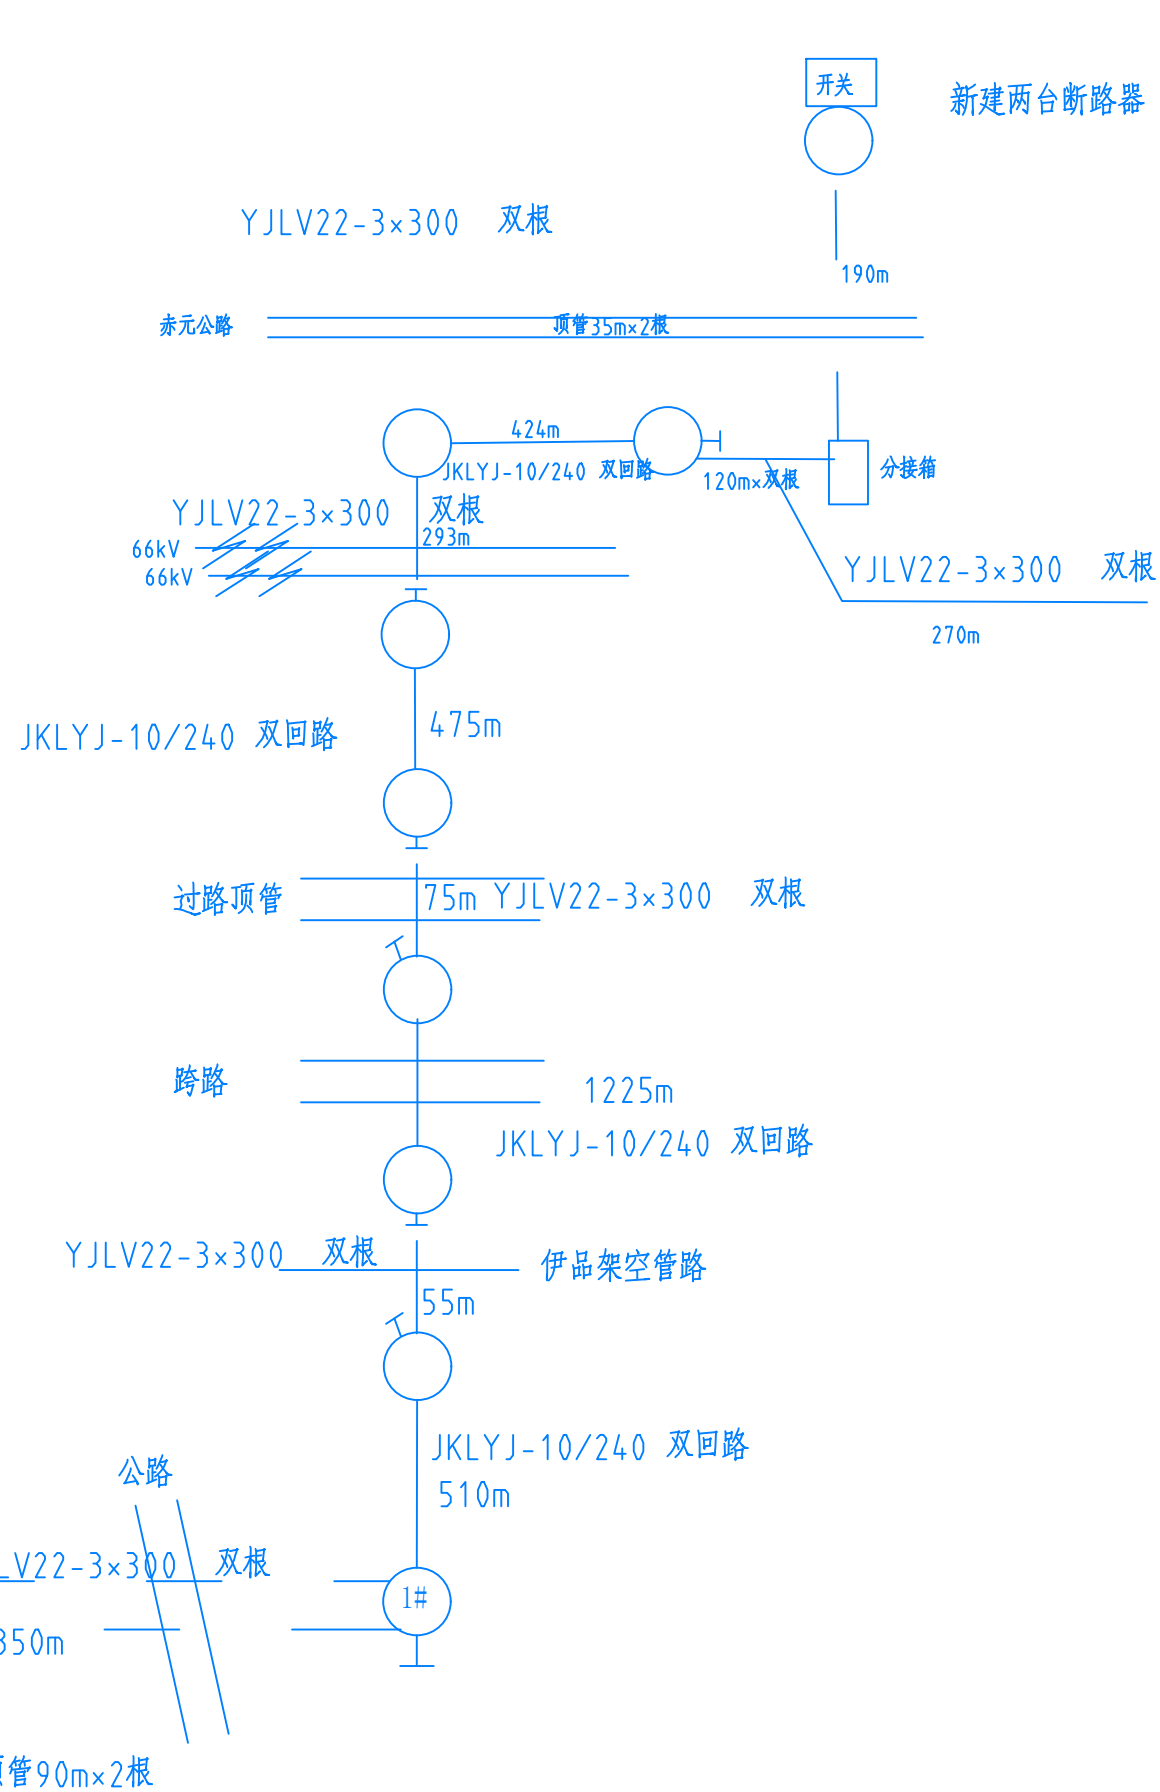 开关
新建两台断路器
YJLV22-3×300 双根
190m
赤元公路
顶管35m×2根
424m
JKLYJ-10/240 双回路
120m×双根
分接箱
YJLV22-3×300 双根
293m
66kV
66kV
YJLV22-3×300 双根
270m
JKLYJ-10/240 双回路
475m
过路顶管
75m
YJLV22-3×300 双根
跨路
1225m
JKLYJ-10/240 双回路
YJLV22-3×300 双根
伊品架空管路
55m
JKLYJ-10/240 双回路
510m
公路
LV22-3×300 双根
1#
350m
顶管90m×2根